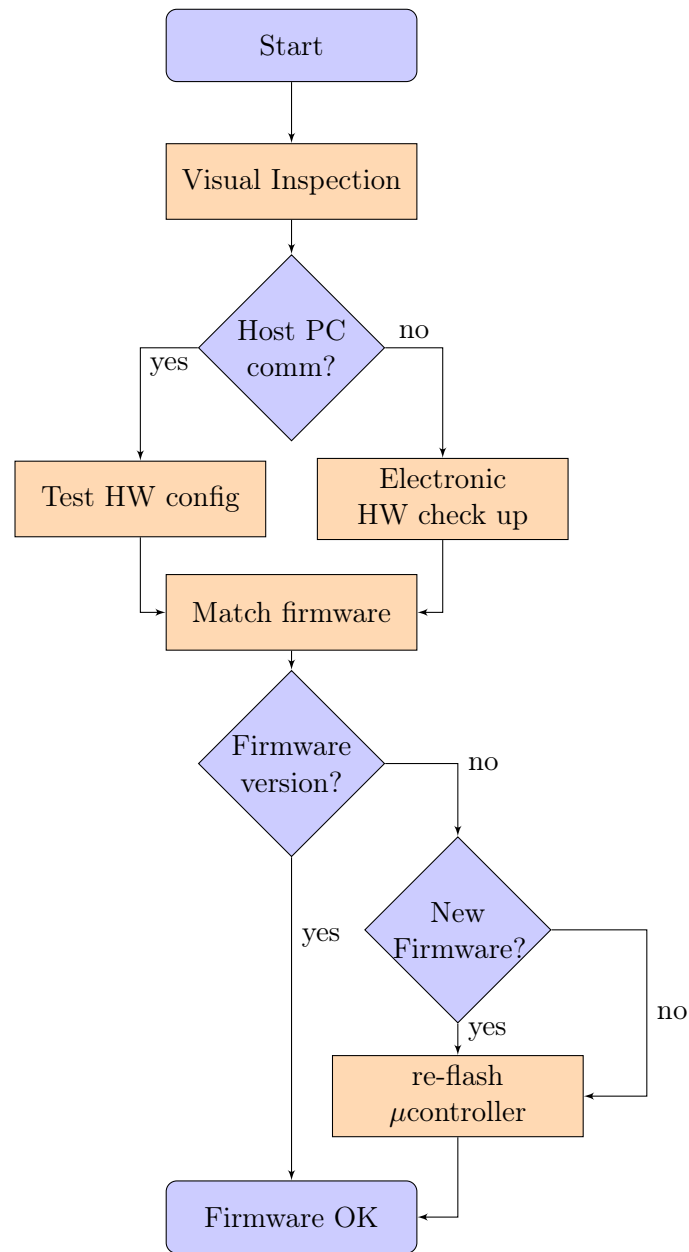 Start
Visual Inspection
Host PC
comm?
yes
no
Test HW config
Electronic
HW check up
Match firmware
Firmware
version?
no
yes
New
Firmware?
no
yes
re-flash
μcontroller
Firmware OK